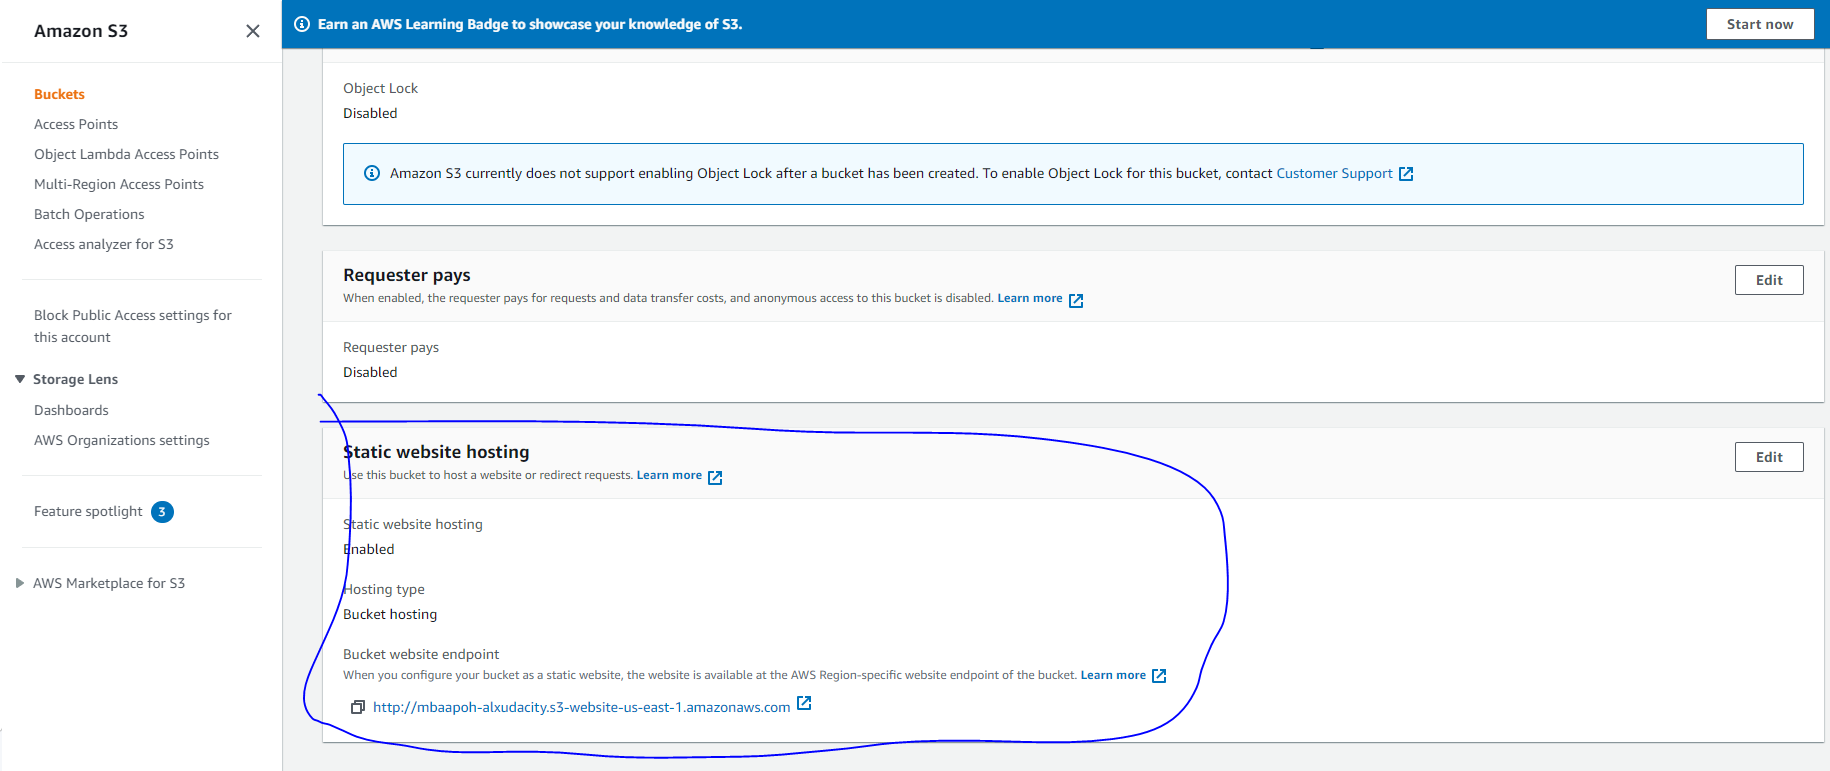 Amazon S3
Earn an AWS Learning Badge to showcase your knowledge of S3.
Start now
Buckets
Access Points
Object Lambda Access Points
Multi-Region Access Points
Batch Operations
Access analyzer for S3
Block Public Access settings for
this account
Storage Lens
Dashboards
AWS Organizations settings
Feature spotlight 3
AWS Marketplace for S3
Object Lock
Disabled
Amazon S3 currently does not support enabling Object Lock after a bucket has been created. To enable Object Lock for this bucket, contact Customer Support
Requester pays
Edit
When enabled, the requester pays for requests and data transfer costs, and anonymous access to this bucket is disabled. Learn more
Requester pays
Disabled
Static website hosting
Edit
Use this bucket to host a website or redirect requests. Learn more
Static website hosting
Enabled
Hosting type
Bucket hosting
Bucket website endpoint
When you configure your bucket as a static website, the website is available at the AWS Region-specific website endpoint of the bucket. Learn more
http://mbaapoh-alxudacity.s3-website-us-east-1.amazonaws.com